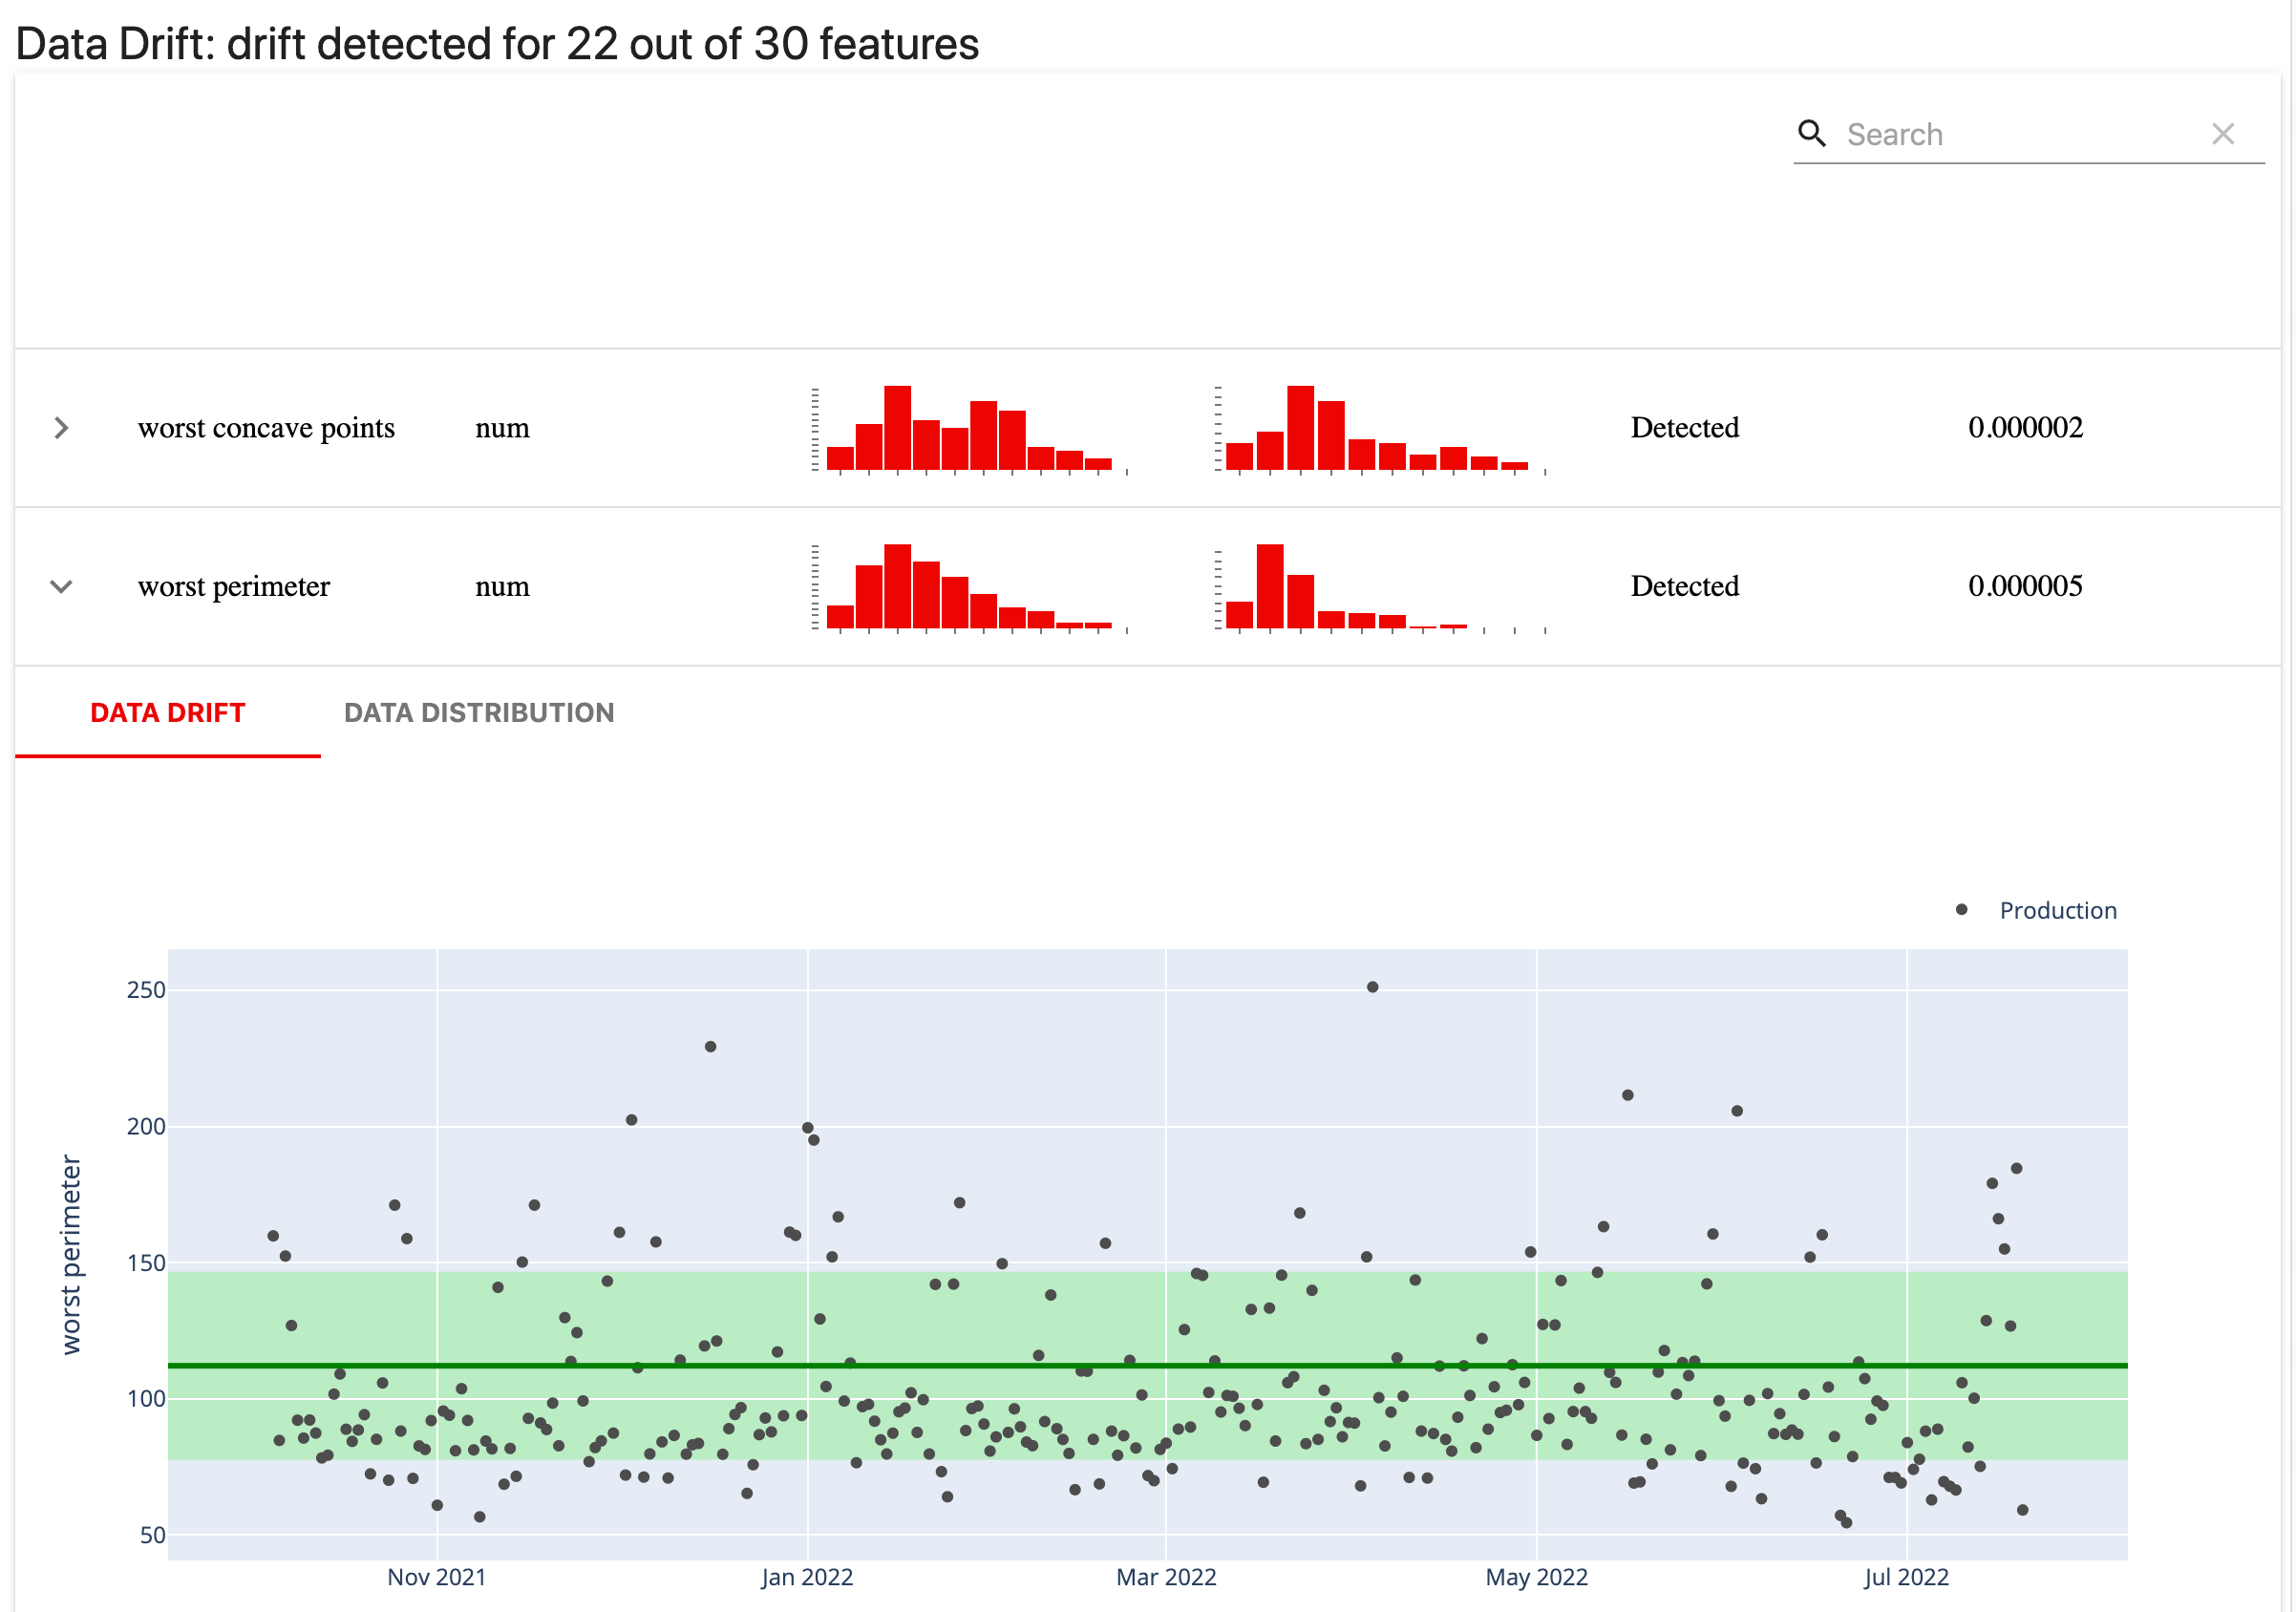 Data Drift: drift detected for 22 out of 30 features
Search
worst concave points num Detected 0.000002
worst perimeter num Detected 0.000005
DATA DRIFT DATA DISTRIBUTION
Production
250
200
150
100
50
worst perimeter
Nov 2021 Jan 2022 Mar 2022 May 2022 Jul 2022